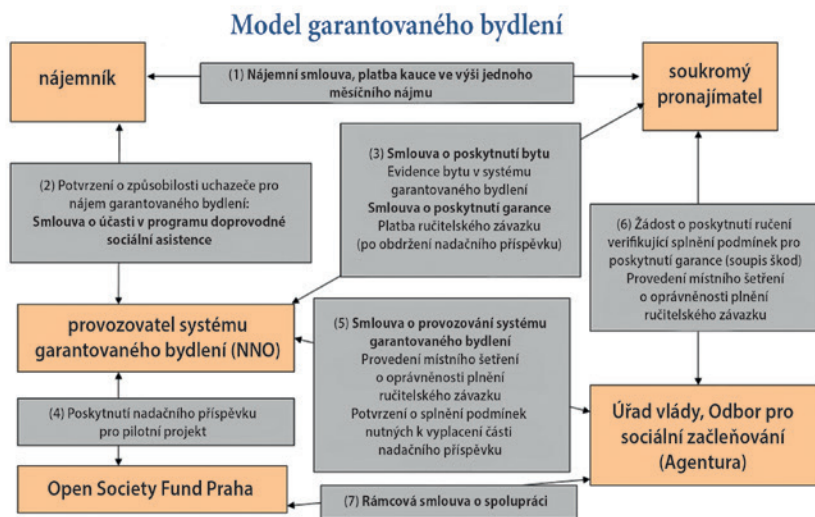 Model garantovaného bydlení
nájemník
(1) Nájemní smlouva, platba kauce ve výši jednoho
měsíčního nájmu
soukromý
pronajímatel
(2) Potvrzení o způsobilosti uchazeče pro
nájem garantovaného bydlení:
Smlouva o účasti v programu doprovodné
sociální asistence
(3) Smlouva o poskytnutí bytu
Evidence bytu v systému
garantovaného bydlení
Smlouva o poskytnutí garance
Platba ručitelského závazku
(po obdržení nadačního příspěvku)
(6) Žádost o poskytnutí ručení
verifikující splnění podmínek pro
poskytnutí garance (soupis škod)
Provedení místního šetření
o oprávněnosti plnění
ručitelského závazku
provozovatel systému
garantovaného bydlení (NNO)
(5) Smlouva o provozování systému
garantovaného bydlení
Provedení místního šetření
o oprávněnosti plnění
ručitelského závazku
Potvrzení o splnění podmínek
nutných k vyplacení části
nadačního příspěvku
(4) Poskytnutí nadačního příspěvku
pro pilotní projekt
Úřad vlády, Odbor pro
sociální začleňování
(Agentura)
Open Society Fund Praha
(7) Rámcová smlouva o spolupráci